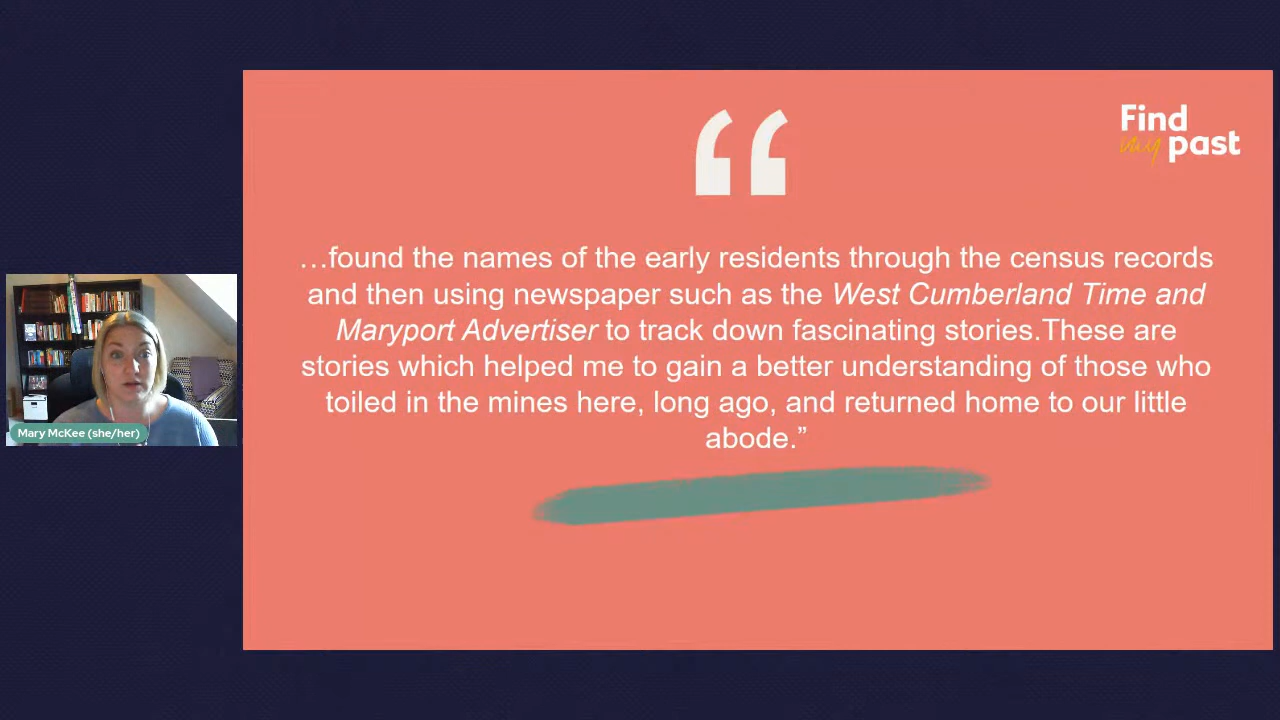 Find
my past
“
…found the names of the early residents through the census records
and then using newspaper such as the West Cumberland Time and
Maryport Advertiser to track down fascinating stories.These are
stories which helped me to gain a better understanding of those who
toiled in the mines here, long ago, and returned home to our little
abode.”
Mary McKee (she/her)